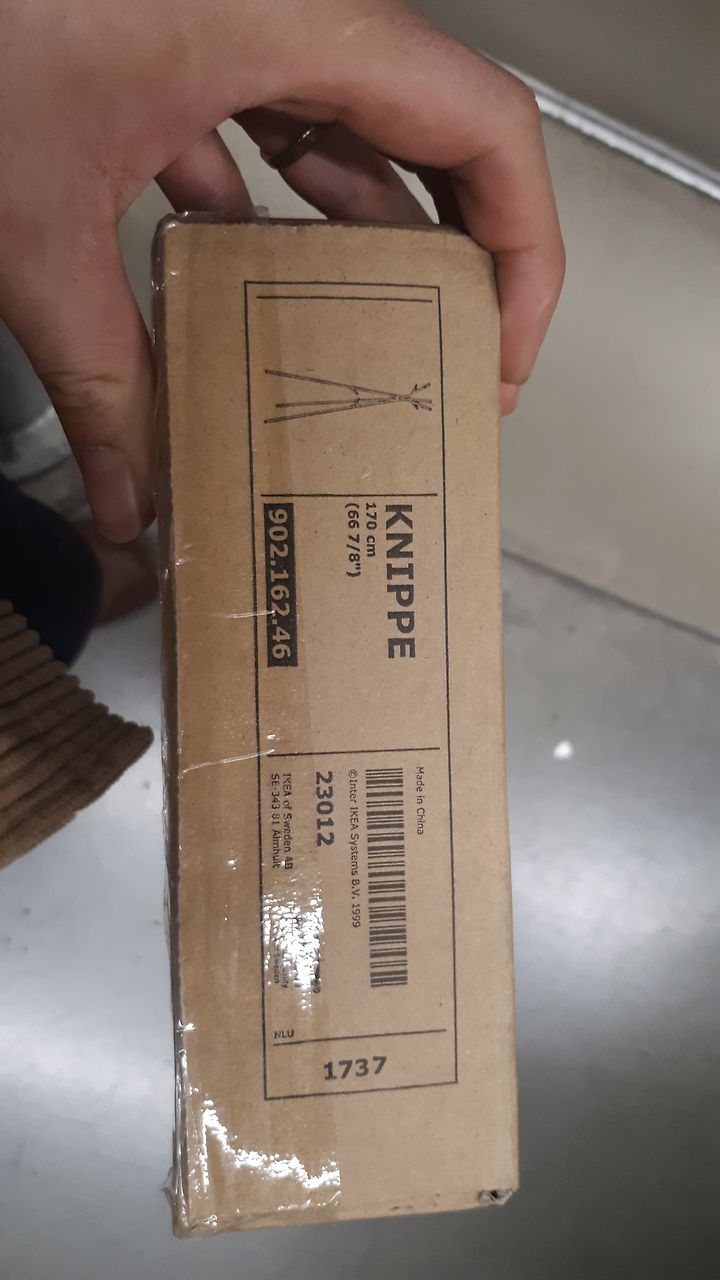 KNIPPE
170 cm
(66 7/8")
902.162.46
Made in China
©Inter IKEA Systems B.V. 1999
23012
IKEA of Sweden AB
SE-343 81 Älmhult
1737